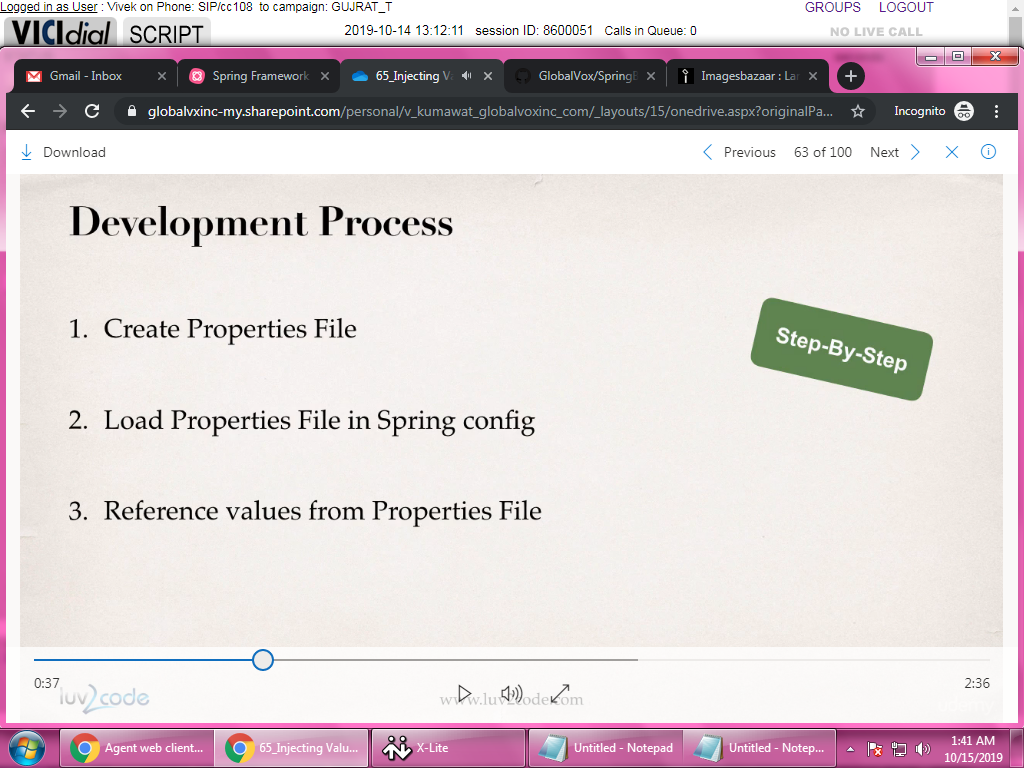 Logged in as User : Vivek on Phone: SIP/cc108 to campaign: GUJRAT_T
GROUPS LOGOUT
VICIdial SCRIPT 2019-10-14 13:12:11 session ID: 8600051 Calls in Queue: 0 NO LIVE CALL
Gmail - Inbox Spring Framework 65_Injecting Va GlobalVox/SpringB Imagesbazaar : Lar
globalvxinc-my.sharepoint.com/personal/v_kumawat_globalvoxinc_com/_layouts/15/onedrive.aspx?originalPa... Incognito
Download Previous 63 of 100 Next
Development Process
1. Create Properties File
Step-By-Step
2. Load Properties File in Spring config
3. Reference values from Properties File
0:37 2:36
luv2code www.luv2code.com
Agent web client... 65_Injecting Valu... X-Lite Untitled - Notepad Untitled - Notep...
1:41 AM
10/15/2019